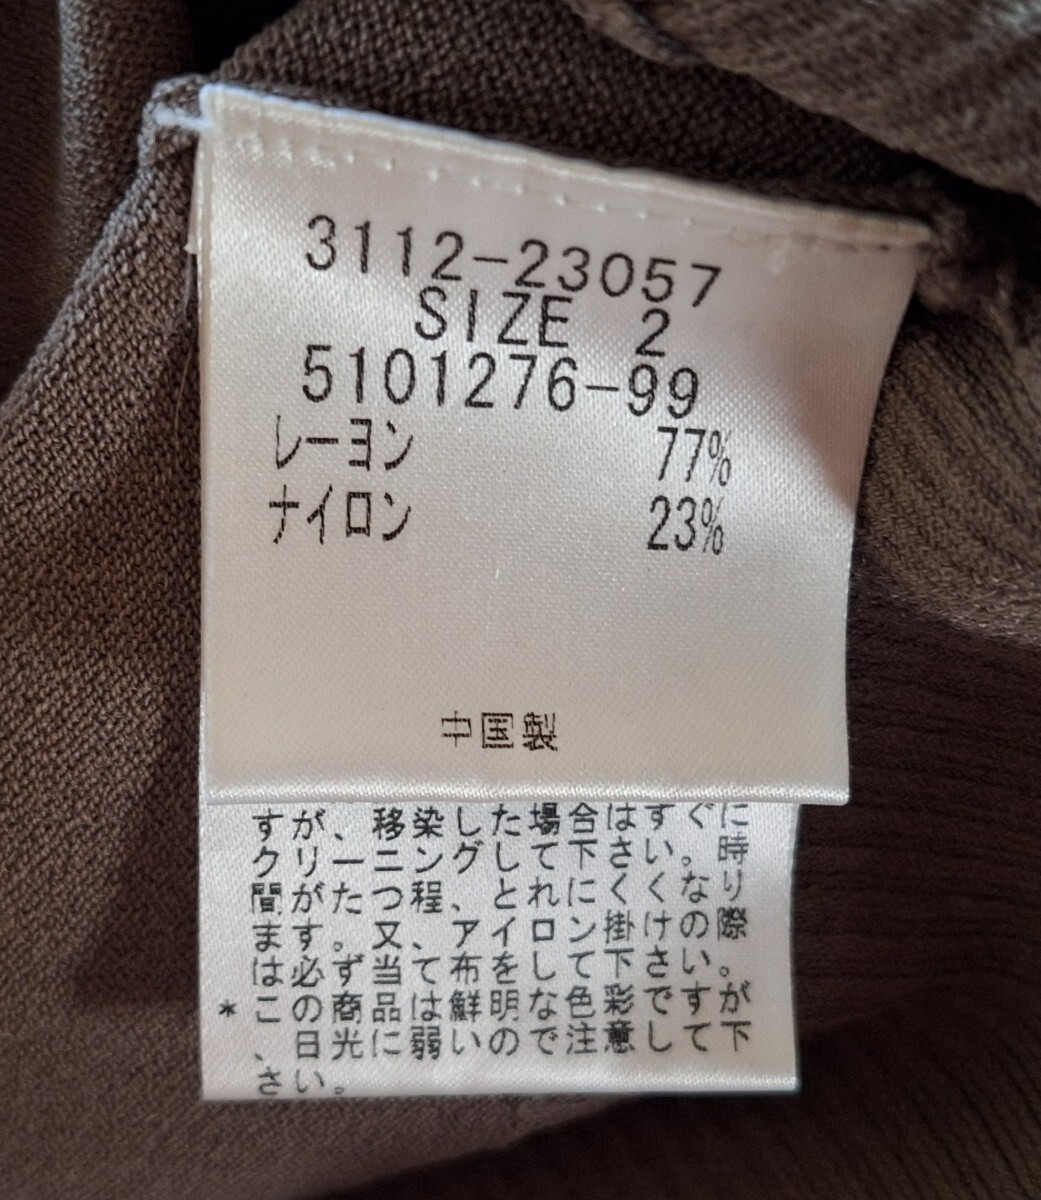 3112-23057
SIZE 2
5101276-99
レーヨン 77%
ナイロン 23%
中国製
すが、移染した場合はすぐに
クリーニングして下さい。時
間がたつ程、とれにくくなり
ます。又、アイロン掛けの際
は必ず当て布をして下さい。
*この商品は鮮明な色彩ですが
、日光に弱いので注意して下
さい。